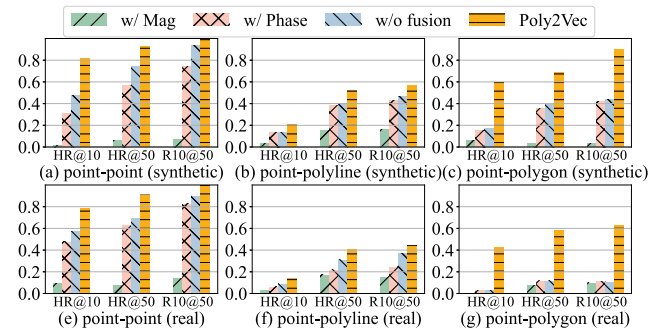 w/ Mag w/ Phase w/o fusion Poly2Vec
0.8
0.6
0.4
0.2
0.0
HR@10 HR@50 R10@50
(a) point-point (synthetic)
0.8
0.6
0.4
0.2
0.0
HR@10 HR@50 R10@50
(b) point-polyline (synthetic)
0.8
0.6
0.4
0.2
0.0
HR@10 HR@50 R10@50
(c) point-polygon (synthetic)
0.8
0.6
0.4
0.2
0.0
HR@10 HR@50 R10@50
(e) point-point (real)
0.8
0.6
0.4
0.2
0.0
HR@10 HR@50 R10@50
(f) point-polyline (real)
0.8
0.6
0.4
0.2
0.0
HR@10 HR@50 R10@50
(g) point-polygon (real)